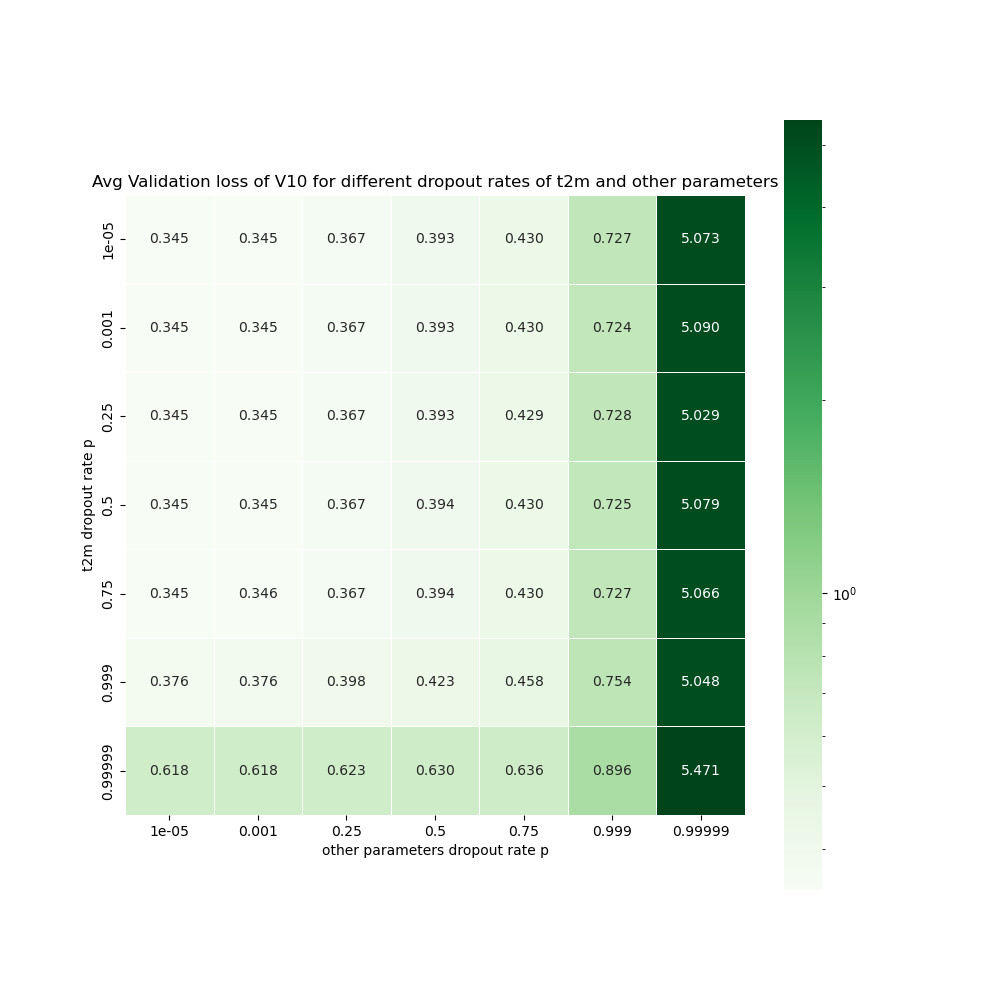 Avg Validation loss of V10 for different dropout rates of t2m and other parameters
t2m dropout rate p
1e-05 0.345 0.345 0.367 0.393 0.430 0.727 5.073
0.001 0.345 0.345 0.367 0.393 0.430 0.724 5.090
0.25 0.345 0.345 0.367 0.393 0.429 0.728 5.029
0.5 0.345 0.345 0.367 0.394 0.430 0.725 5.079
0.75 0.345 0.346 0.367 0.394 0.430 0.727 5.066
0.999 0.376 0.376 0.398 0.423 0.458 0.754 5.048
0.99999 0.618 0.618 0.623 0.630 0.636 0.896 5.471
1e-05 0.001 0.25 0.5 0.75 0.999 0.99999
other parameters dropout rate p
10⁰